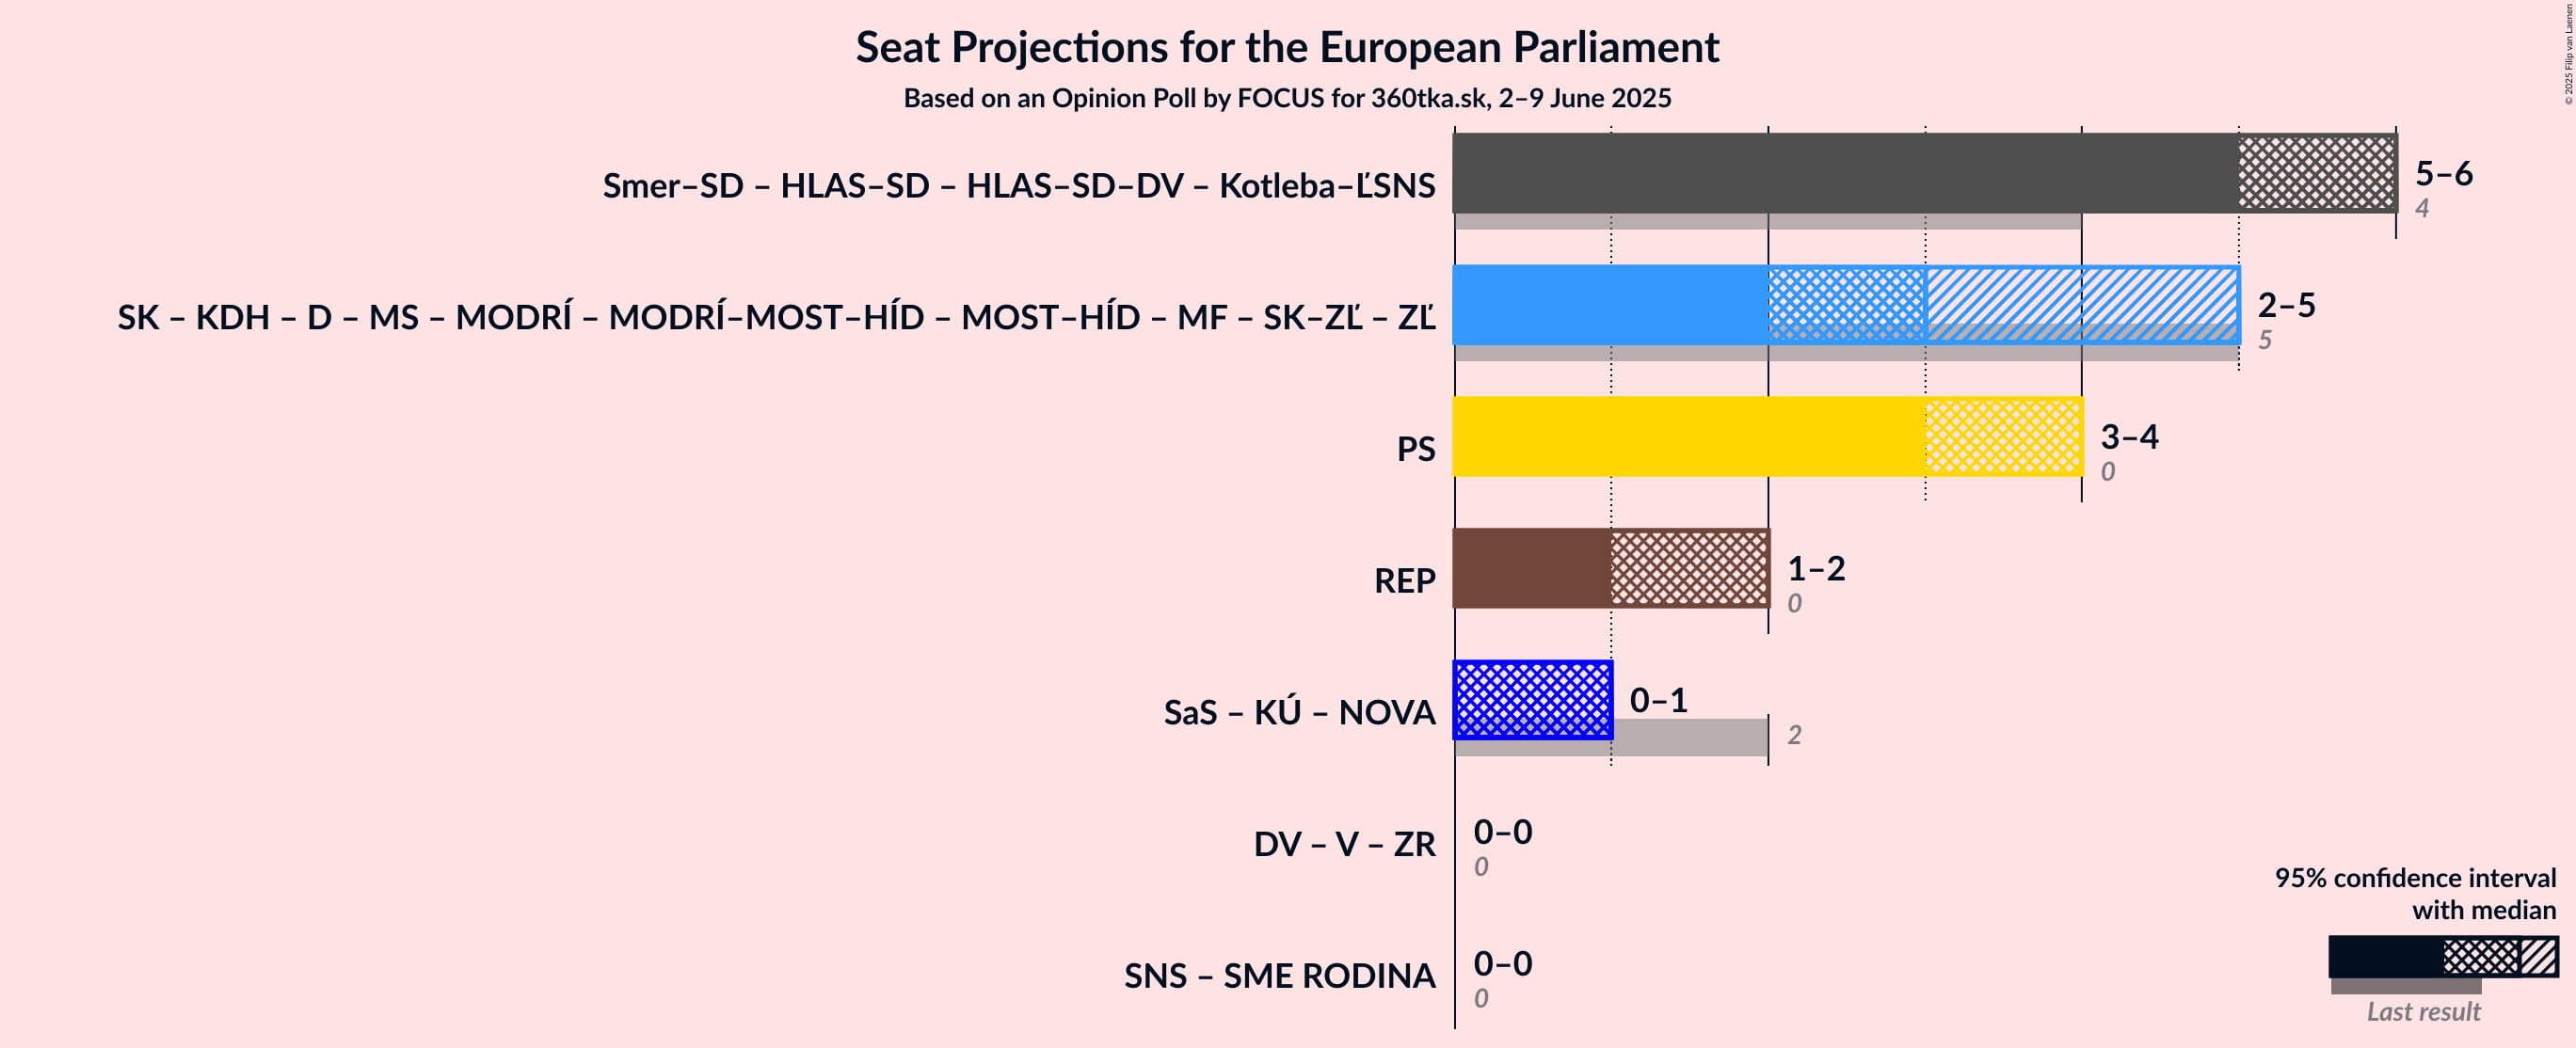 Seat Projections for the European Parliament
Based on an Opinion Poll by FOCUS for 360tka.sk, 2–9 June 2025
© 2025 Filip van Laenen
Smer–SD – HLAS–SD – HLAS–SD–DV – Kotleba–ĽSNS
5–6
4
SK – KDH – D – MS – MODRÍ – MODRÍ–MOST–HÍD – MOST–HÍD – MF – SK–ZĽ – ZĽ
2–5
5
PS
3–4
0
REP
1–2
0
SaS – KÚ – NOVA
0–1
2
DV – V – ZR
0–0
0
SNS – SME RODINA
0–0
0
95% confidence interval
with median
Last result